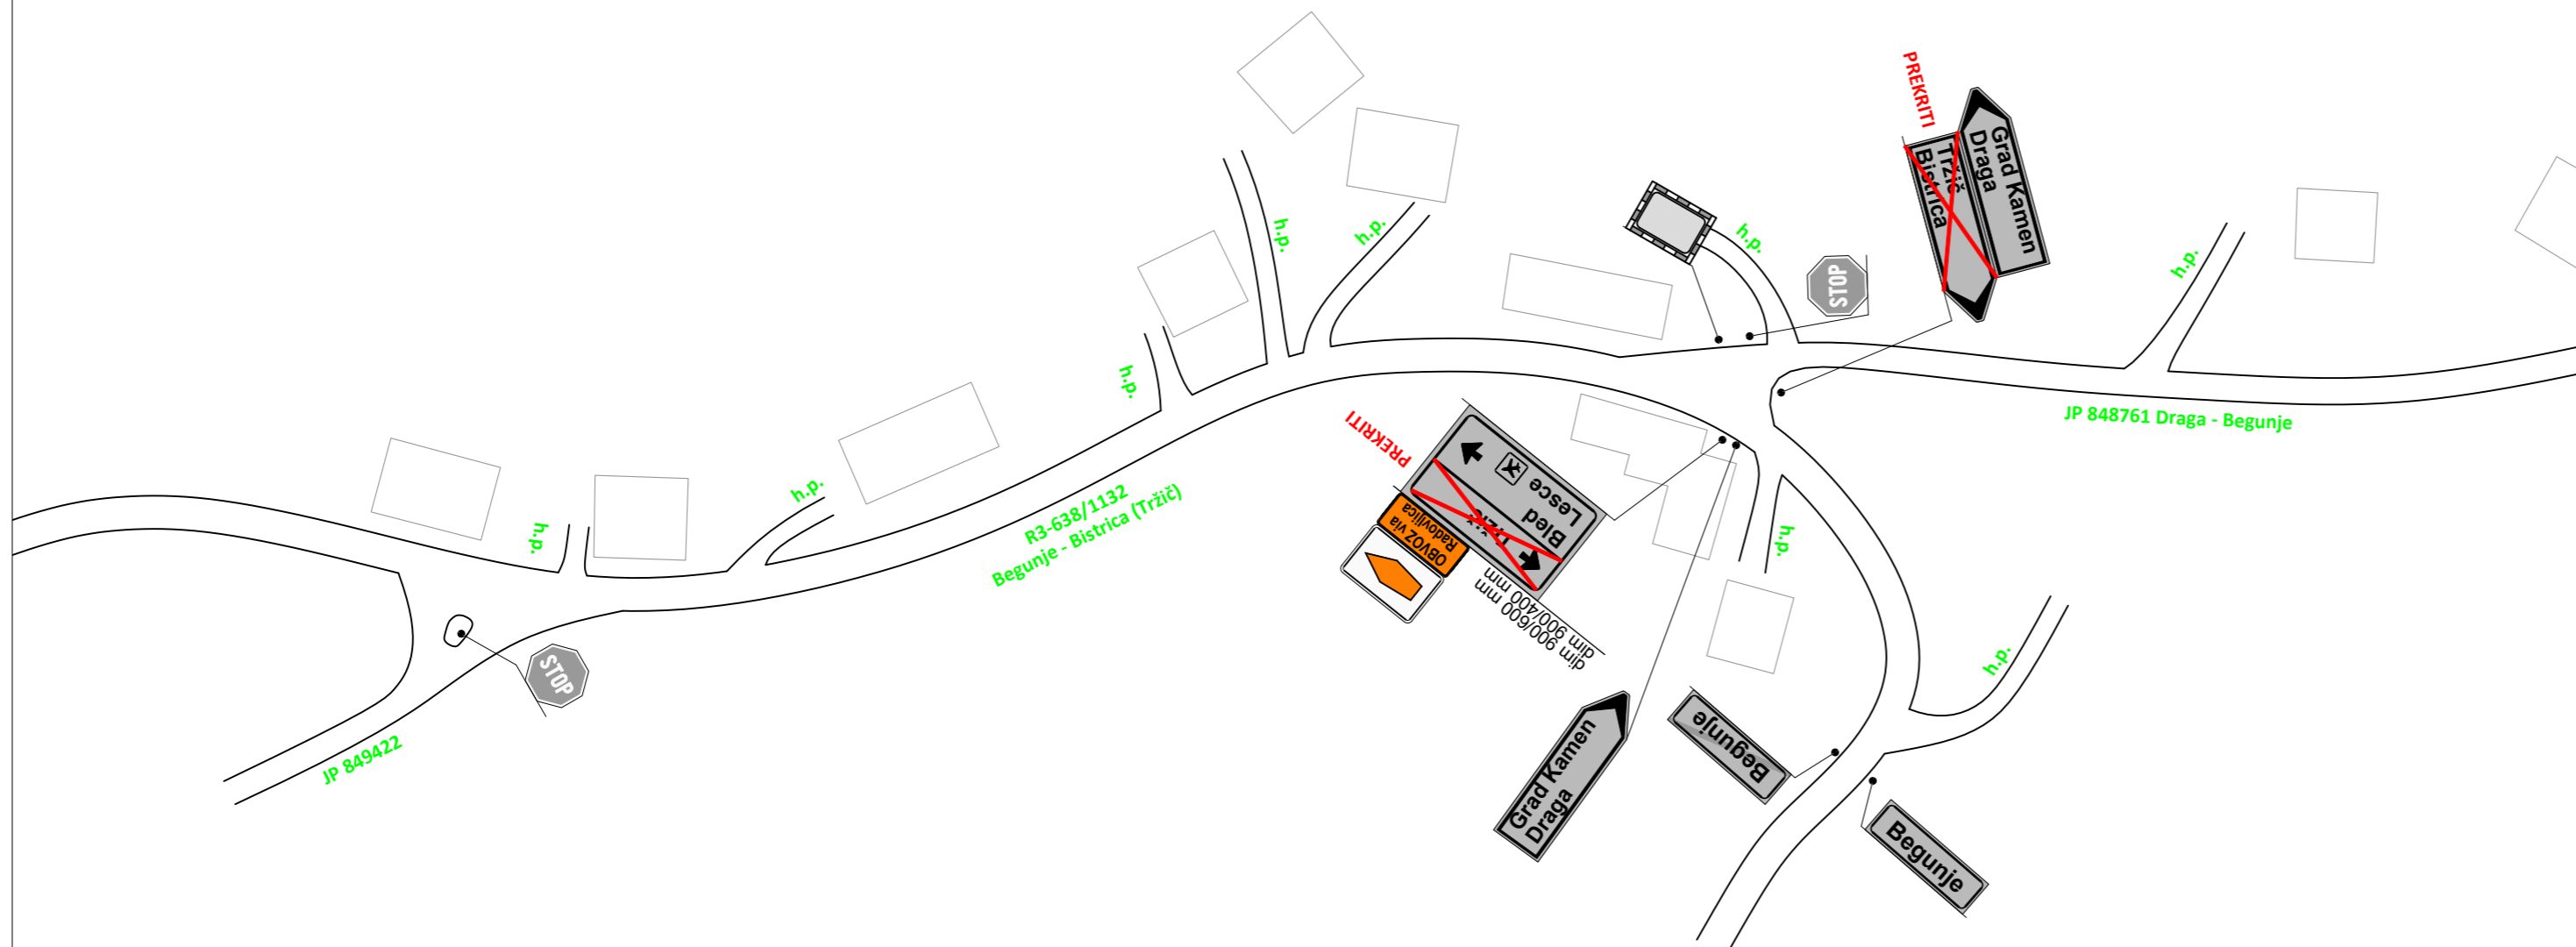 PREKRITI
Grad Kamen
Draga
Tržič
Bistrica
h.p.
h.p.
h.p.
STOP
h.p.
h.p.
JP 848761 Draga - Begunje
PREKRITI
Lesce
Bled
Tržič
OBVOZ via
Radovljica
dim 900/600 mm
dim 900/400 mm
h.p.
h.p.
R3-638/1132
Begunje - Bistrica (Tržič)
h.p.
STOP
JP 849422
h.p.
Grad Kamen
Draga
Begunje
Begunje